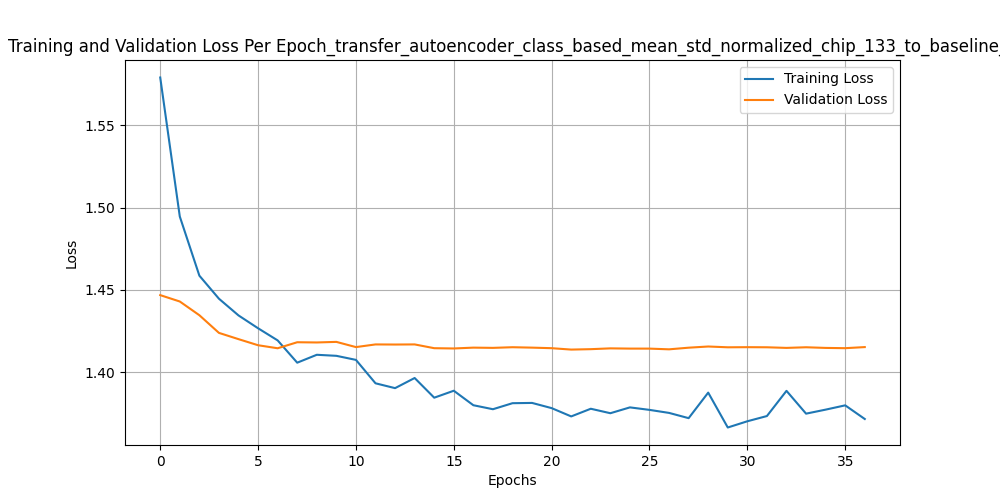 Training and Validation Loss Per Epoch_transfer_autoencoder_class_based_mean_std_normalized_chip_133_to_baseline_
Training Loss
Validation Loss
1.55
1.50
1.45
1.40
Loss
0 5 10 15 20 25 30 35
Epochs